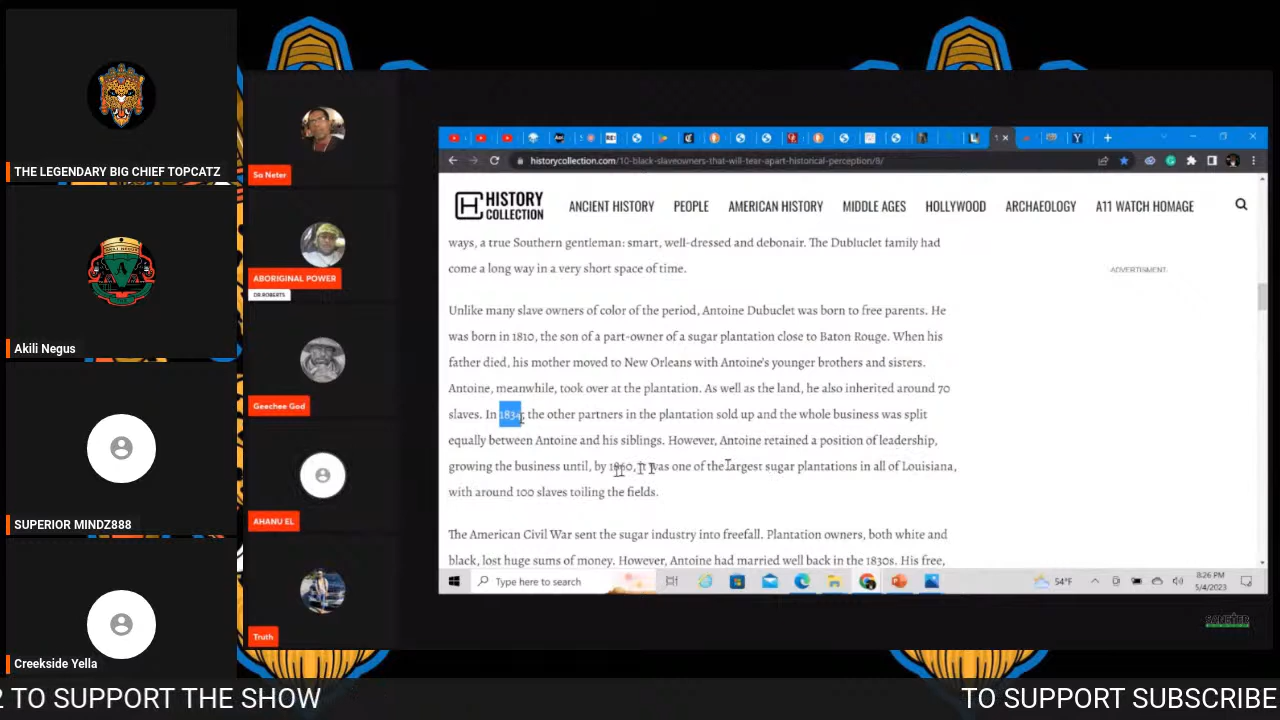 THE LEGENDARY BIG CHIEF TOPCATZ
Akili Negus
SUPERIOR MINDZ888
Creekside Yella
Sa Neter
ABORIGINAL POWER
DR ROBERTS
Geechee God
AHANU EL
Truth
historycollection.com/10-black-slaveowners-that-will-tear-apart-historical-perception/8/
HISTORY
COLLECTION
ANCIENT HISTORY PEOPLE AMERICAN HISTORY MIDDLE AGES HOLLYWOOD ARCHAEOLOGY A11 WATCH HOMAGE
ways, a true Southern gentleman: smart, well-dressed and debonair. The Dubluclet family had
come a long way in a very short space of time.
ADVERTISMENT
Unlike many slave owners of color of the period, Antoine Dubuclet was born to free parents. He
was born in 1810, the son of a part-owner of a sugar plantation close to Baton Rouge. When his
father died, his mother moved to New Orleans with Antoine's younger brothers and sisters.
Antoine, meanwhile, took over at the plantation. As well as the land, he also inherited around 70
slaves. In 1834, the other partners in the plantation sold up and the whole business was split
equally between Antoine and his siblings. However, Antoine retained a position of leadership,
growing the business until, by 1860, it was one of the largest sugar plantations in all of Louisiana,
with around 100 slaves toiling the fields.
The American Civil War sent the sugar industry into freefall. Plantation owners, both white and
black, lost huge sums of money. However, Antoine had married well back in the 1830s. His free,
Type here to search
54°F
8:26 PM
5/4/2023
SANETER
2 TO SUPPORT THE SHOW
TO SUPPORT SUBSCRIBE